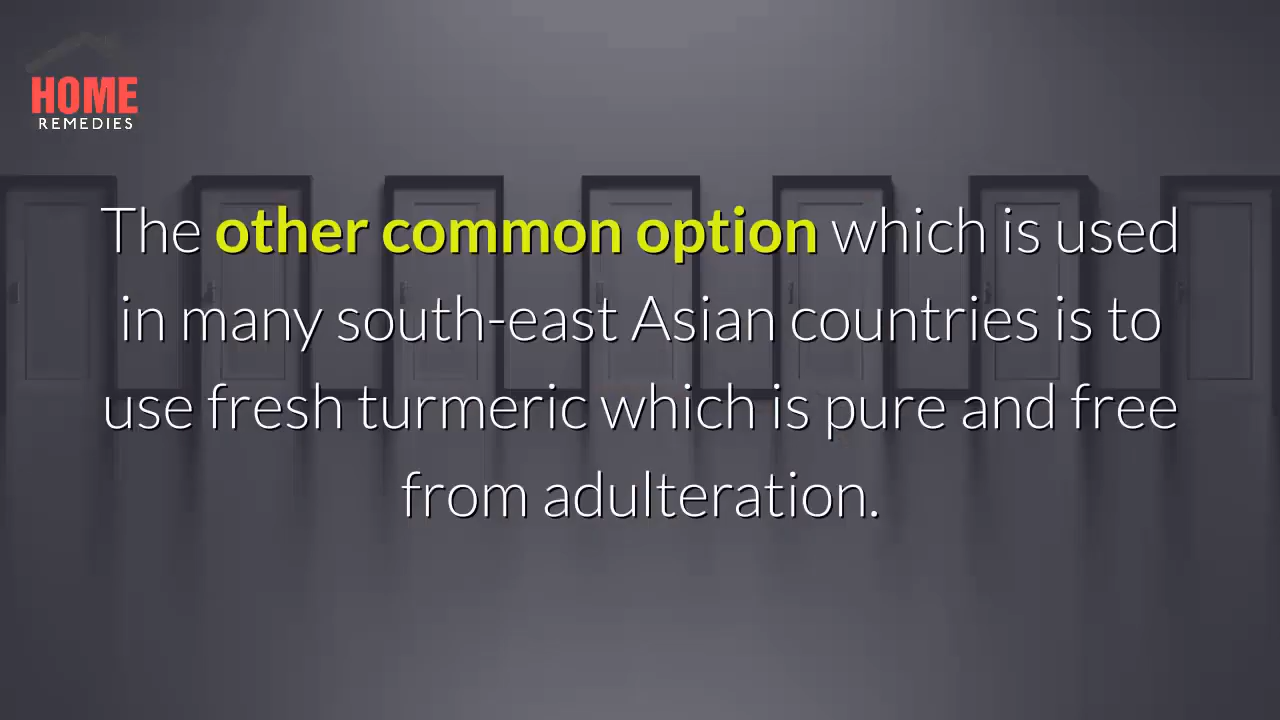 HOME
REMEDIES
The other common option which is used
in many south-east Asian countries is to
use fresh turmeric which is pure and free
from adulteration.